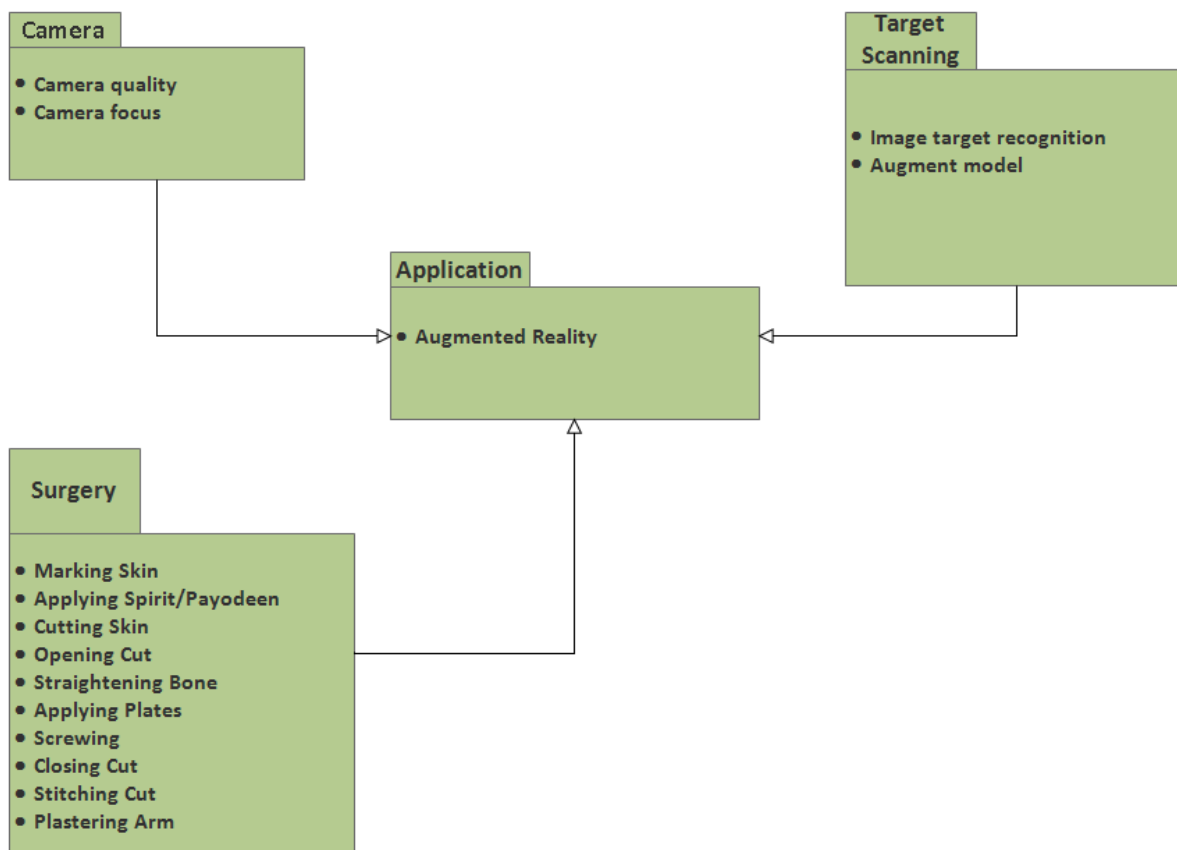 Camera
• Camera quality
• Camera focus
Target
Scanning
• Image target recognition
• Augment model
Application
• Augmented Reality
Surgery
• Marking Skin
• Applying Spirit/Payodeen
• Cutting Skin
• Opening Cut
• Straightening Bone
• Applying Plates
• Screwing
• Closing Cut
• Stitching Cut
• Plastering Arm